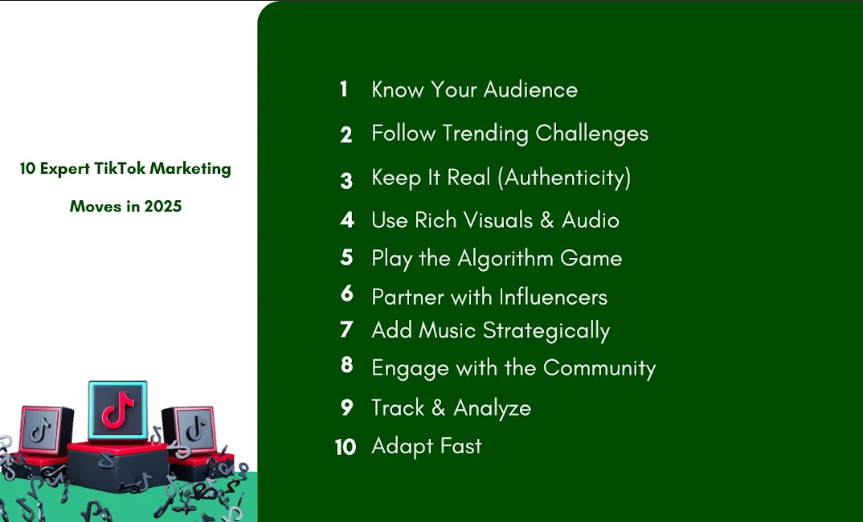 10 Expert TikTok Marketing
Moves in 2025
1 Know Your Audience
2 Follow Trending Challenges
3 Keep It Real (Authenticity)
4 Use Rich Visuals & Audio
5 Play the Algorithm Game
6 Partner with Influencers
7 Add Music Strategically
8 Engage with the Community
9 Track & Analyze
10 Adapt Fast